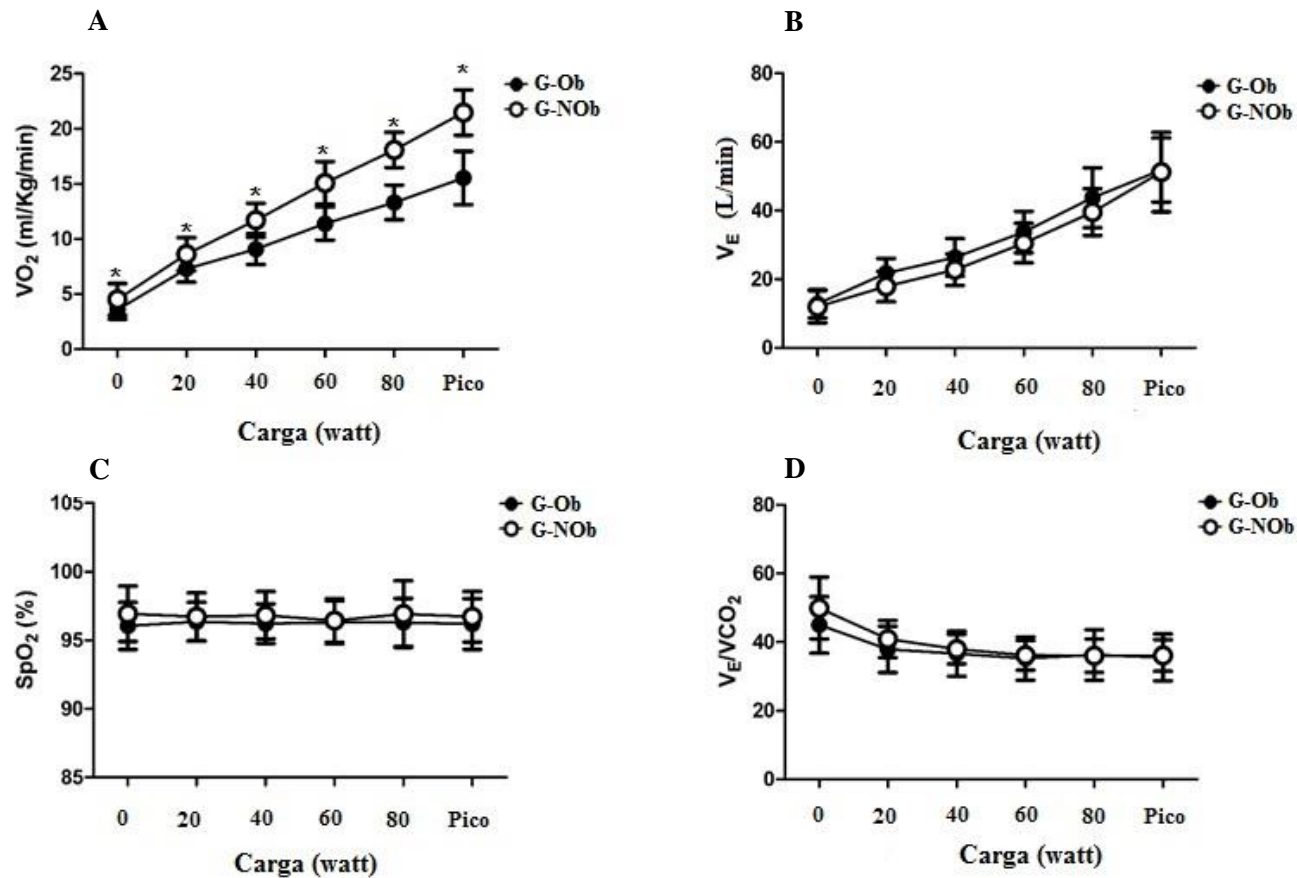 A
VO2 (ml/Kg/min)
25
20
15
10
5
0
*
*
*
*
*
*
G-Ob
G-NOb
0 20 40 60 80 Pico
Carga (watt)
B
VE (L/min)
80
60
40
20
0
G-Ob
G-NOb
0 20 40 60 80 Pico
Carga (watt)
C
SpO2 (%)
105
100
95
90
85
G-Ob
G-NOb
0 20 40 60 80 Pico
Carga (watt)
D
VE/VCO2
80
60
40
20
0
G-Ob
G-NOb
0 20 40 60 80 Pico
Carga (watt)